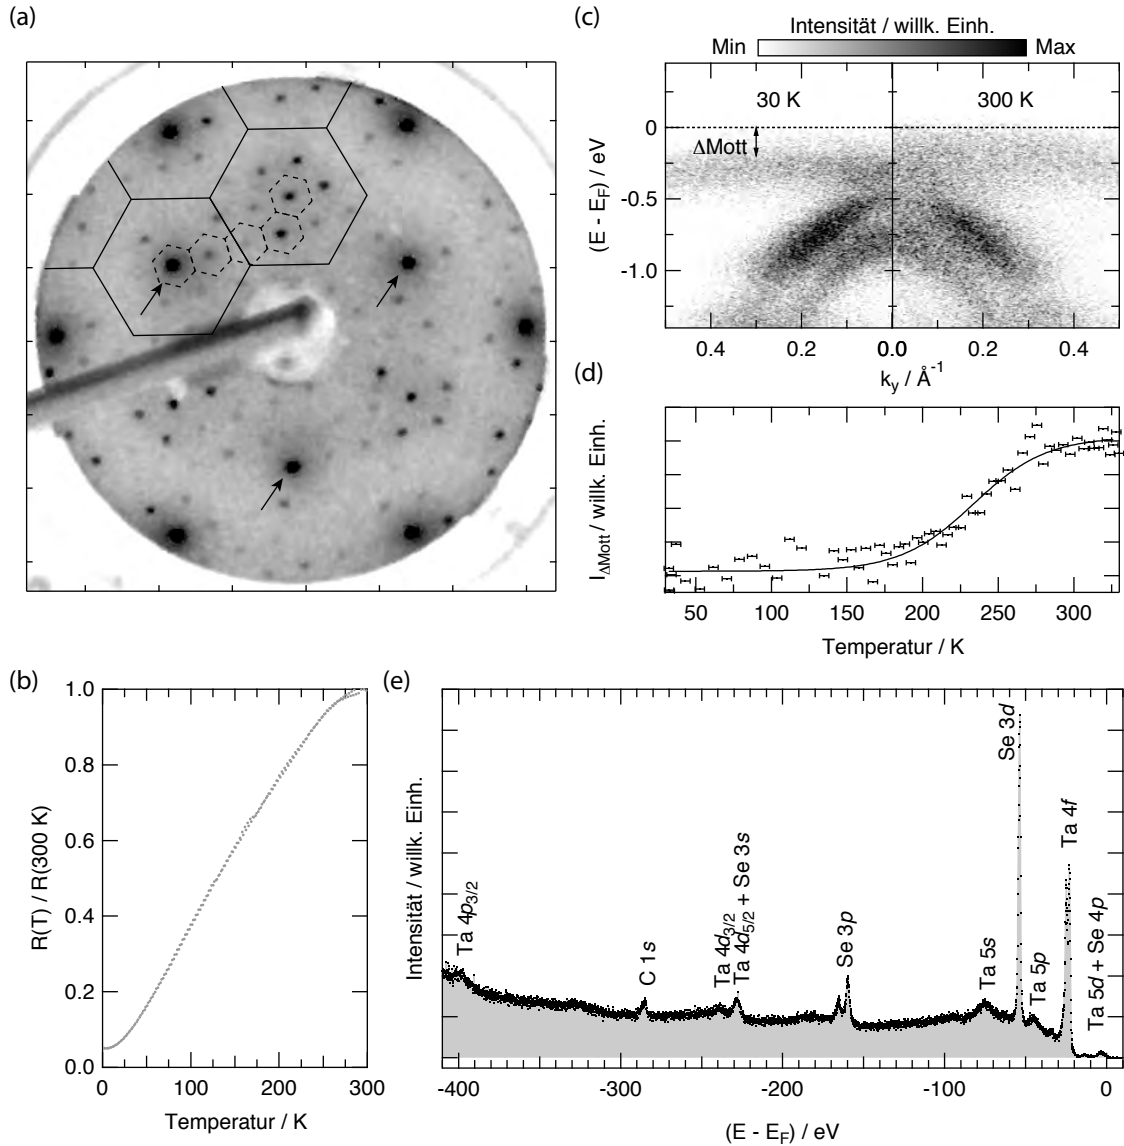 (a)
(c)
Intensität / willk. Einh.
Min
Max
30 K
300 K
ΔMott
0
-0.5
-1.0
(E - E_F) / eV
0.4
0.2
0.0
0.2
0.4
k_y / Å⁻¹
(d)
I_ΔMott / willk. Einh.
50
100
150
200
250
300
Temperatur / K
(b)
1.0
0.8
0.6
0.4
0.2
0.0
R(T) / R(300 K)
0
100
200
300
Temperatur / K
(e)
Intensität / willk. Einh.
Ta 4p_3/2
C 1s
Ta 4d_3/2
Ta 4d_5/2 + Se 3s
Se 3p
Ta 5s
Se 3d
Ta 5p
Ta 4f
Ta 5d + Se 4p
-400
-300
-200
-100
0
(E - E_F) / eV